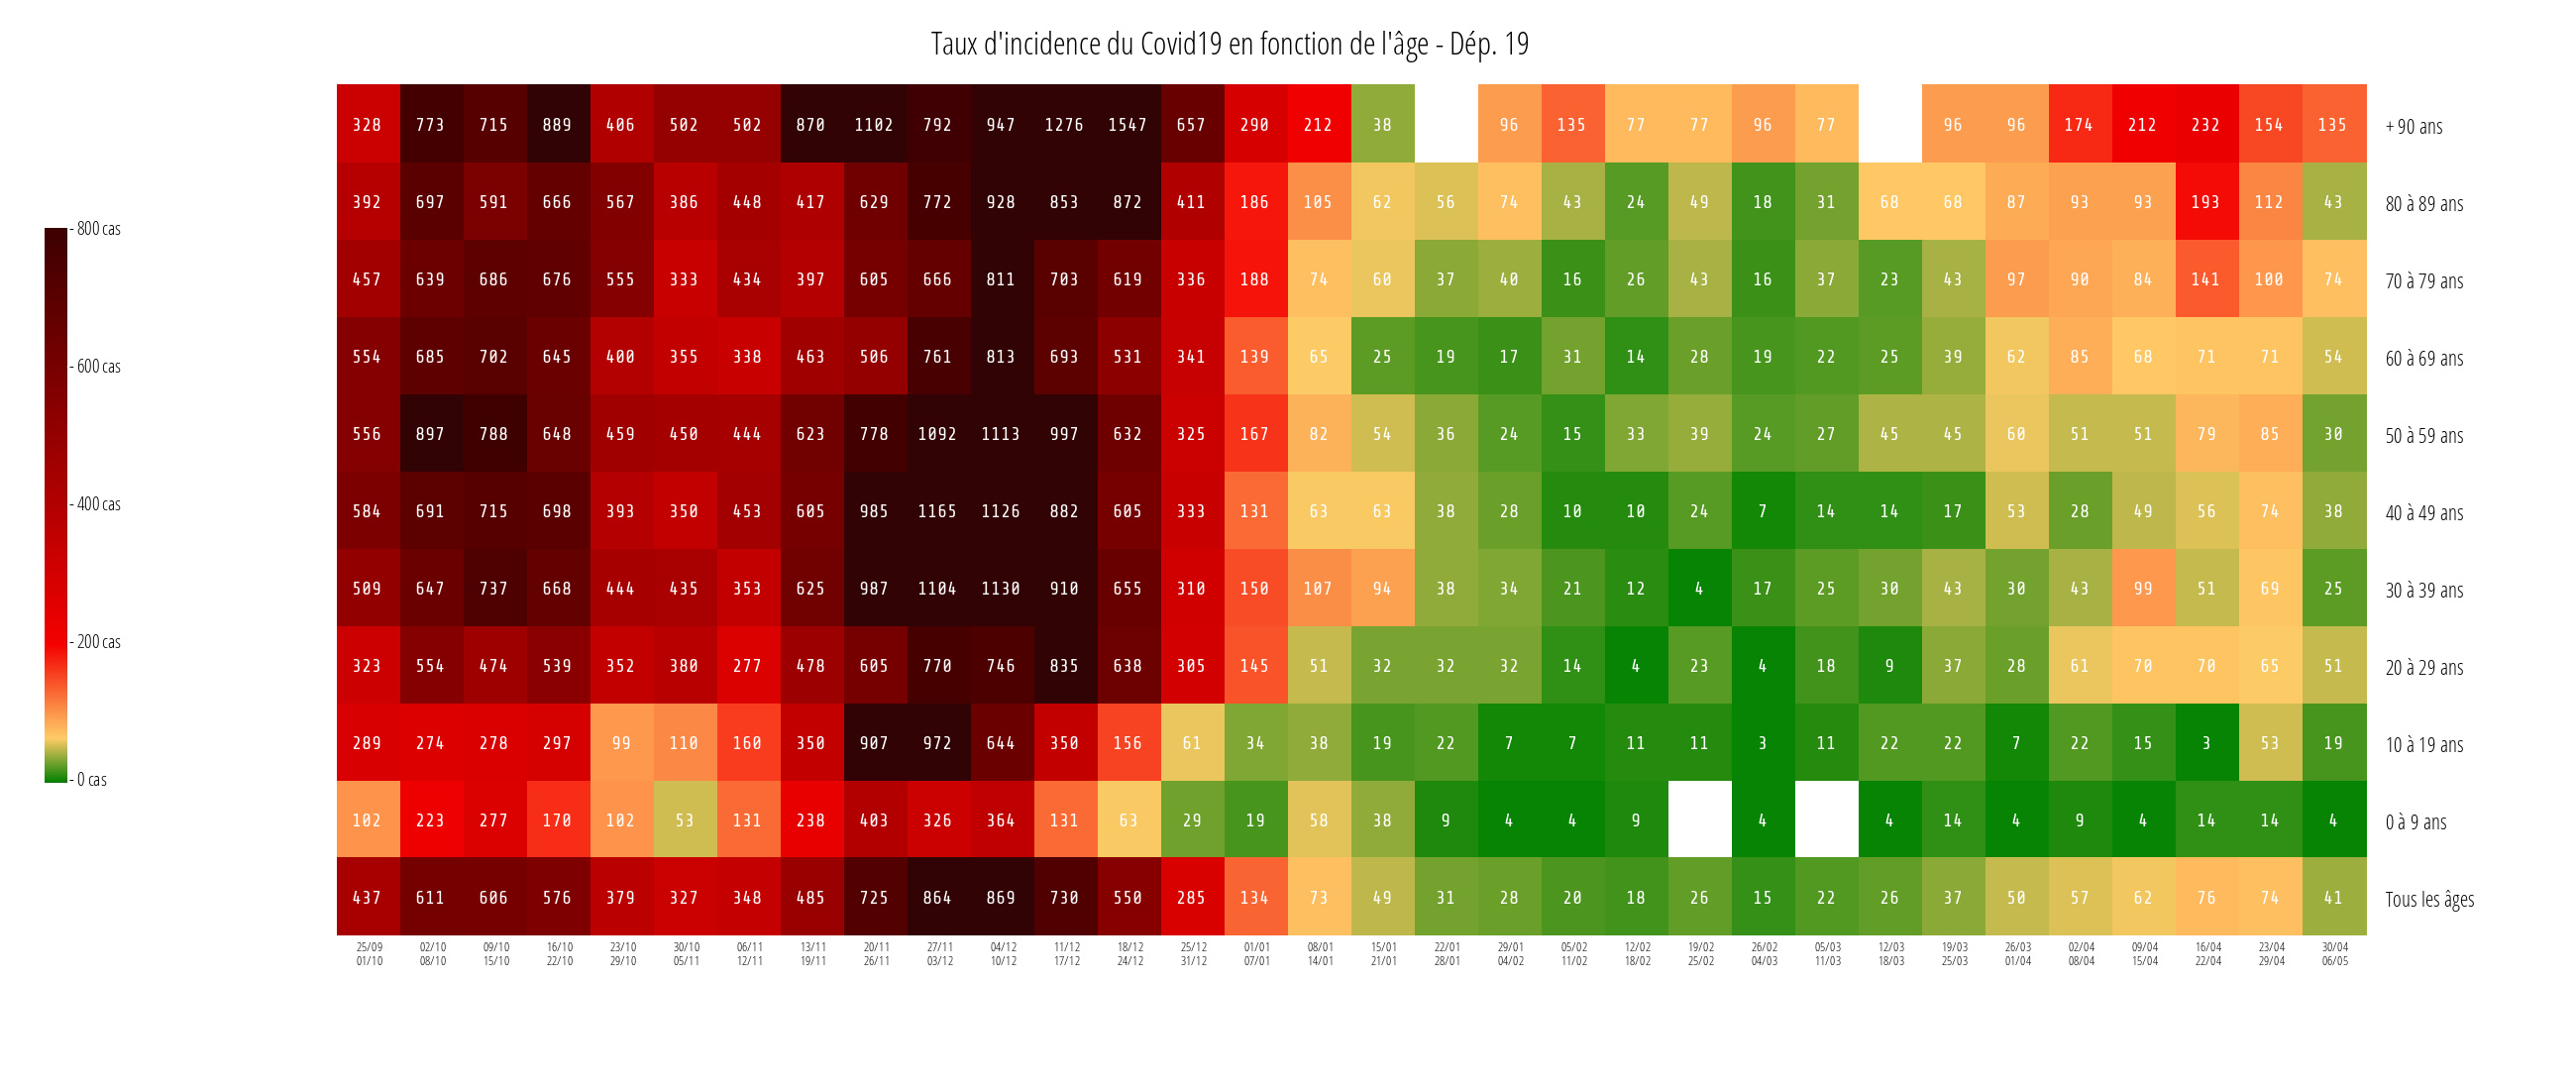 Taux d'incidence du Covid19 en fonction de l'âge - Dép. 19
- 800 cas
- 600 cas
- 400 cas
- 200 cas
- 0 cas
328 773 715 889 406 502 502 870 1102 792 947 1276 1547 657 290 212 38 96 135 77 77 96 77 96 96 174 212 232 154 135 + 90 ans
392 697 591 666 567 386 448 417 629 772 928 853 872 411 186 105 62 56 74 43 24 49 18 31 68 68 87 93 93 193 112 43 80 à 89 ans
457 639 686 676 555 333 434 397 605 666 811 703 619 336 188 74 60 37 40 16 26 43 16 37 23 43 97 90 84 141 100 74 70 à 79 ans
554 685 702 645 400 355 338 463 506 761 813 693 531 341 139 65 25 19 17 31 14 28 19 22 25 39 62 85 68 71 71 54 60 à 69 ans
556 897 788 648 459 450 444 623 778 1092 1113 997 632 325 167 82 54 36 24 15 33 39 24 27 45 45 60 51 51 79 85 30 50 à 59 ans
584 691 715 698 393 350 453 605 985 1165 1126 882 605 333 131 63 63 38 28 10 10 24 7 14 14 17 53 28 49 56 74 38 40 à 49 ans
509 647 737 668 444 435 353 625 987 1104 1130 910 655 310 150 107 94 38 34 21 12 4 17 25 30 43 30 43 99 51 69 25 30 à 39 ans
323 554 474 539 352 380 277 478 605 770 746 835 638 305 145 51 32 32 32 14 4 23 4 18 9 37 28 61 70 70 65 51 20 à 29 ans
289 274 278 297 99 110 160 350 907 972 644 350 156 61 34 38 19 22 7 7 11 11 3 11 22 22 7 22 15 3 53 19 10 à 19 ans
102 223 277 170 102 53 131 238 403 326 364 131 63 29 19 58 38 9 4 4 9 4 4 14 4 9 4 14 14 4 0 à 9 ans
437 611 606 576 379 327 348 485 725 864 869 730 550 285 134 73 49 31 28 20 18 26 15 22 26 37 50 57 62 76 74 41 Tous les âges
25/09 02/10 09/10 16/10 23/10 30/10 06/11 13/11 20/11 27/11 04/12 11/12 18/12 25/12 01/01 08/01 15/01 22/01 29/01 05/02 12/02 19/02 26/02 05/03 12/03 19/03 26/03 02/04 09/04 16/04 23/04 30/04
01/10 08/10 15/10 22/10 29/10 05/11 12/11 19/11 26/11 03/12 10/12 17/12 24/12 31/12 07/01 14/01 21/01 28/01 04/02 11/02 18/02 25/02 04/03 11/03 18/03 25/03 01/04 08/04 15/04 22/04 29/04 06/05